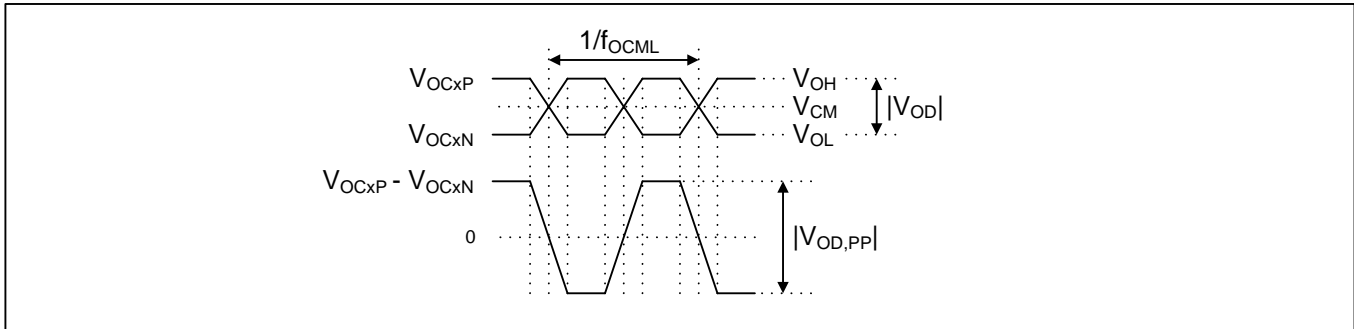 1/fOCML
VOCxP
VOH
VCM
|VOD|
VOCxN
VOL
VOCxP - VOCxN
0
|VOD,PP|